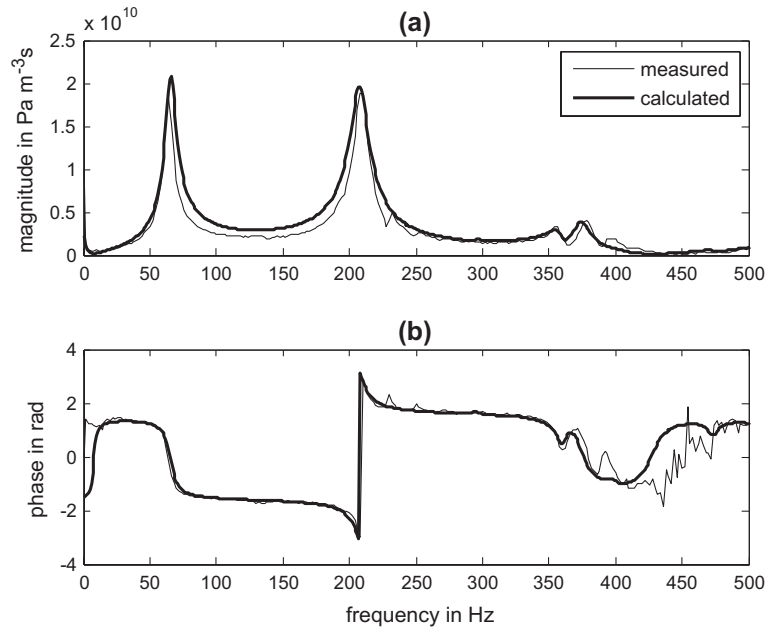 (a)
x 10^10
2.5
2
1.5
1
0.5
0
magnitude in Pa m^-3s
measured
calculated
0 50 100 150 200 250 300 350 400 450 500
(b)
4
2
0
-2
-4
phase in rad
0 50 100 150 200 250 300 350 400 450 500
frequency in Hz